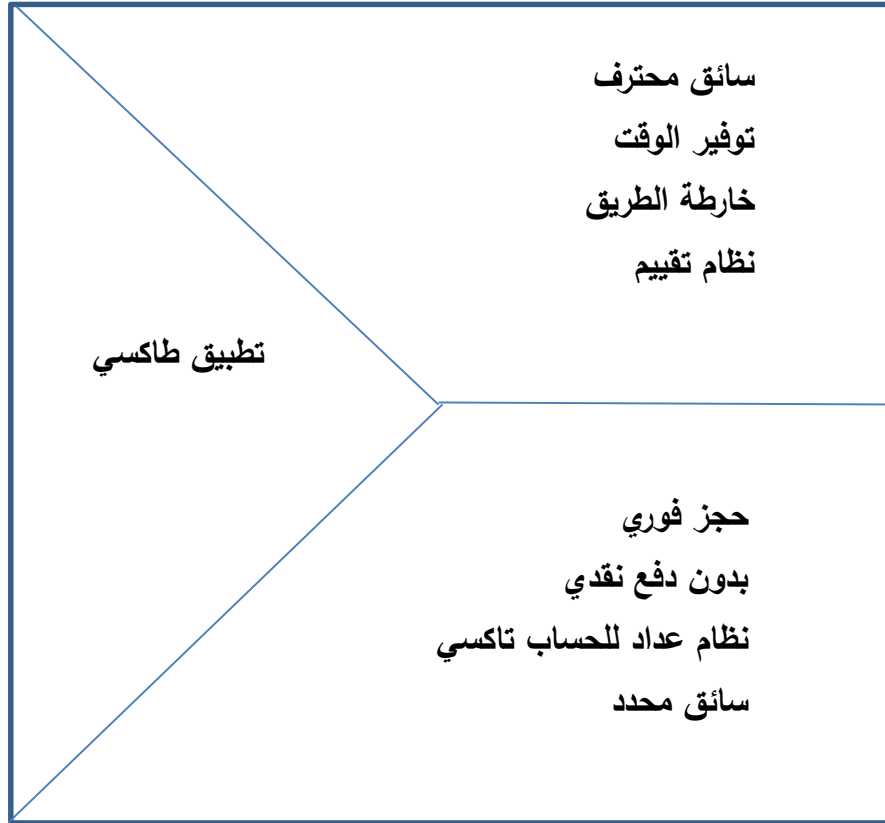 سائق محترف
توفير الوقت
خارطة الطريق
نظام تقييم
تطبيق طاكسي
حجز فوري
بدون دفع نقدي
نظام عداد للحساب تاكسي
سائق محدد